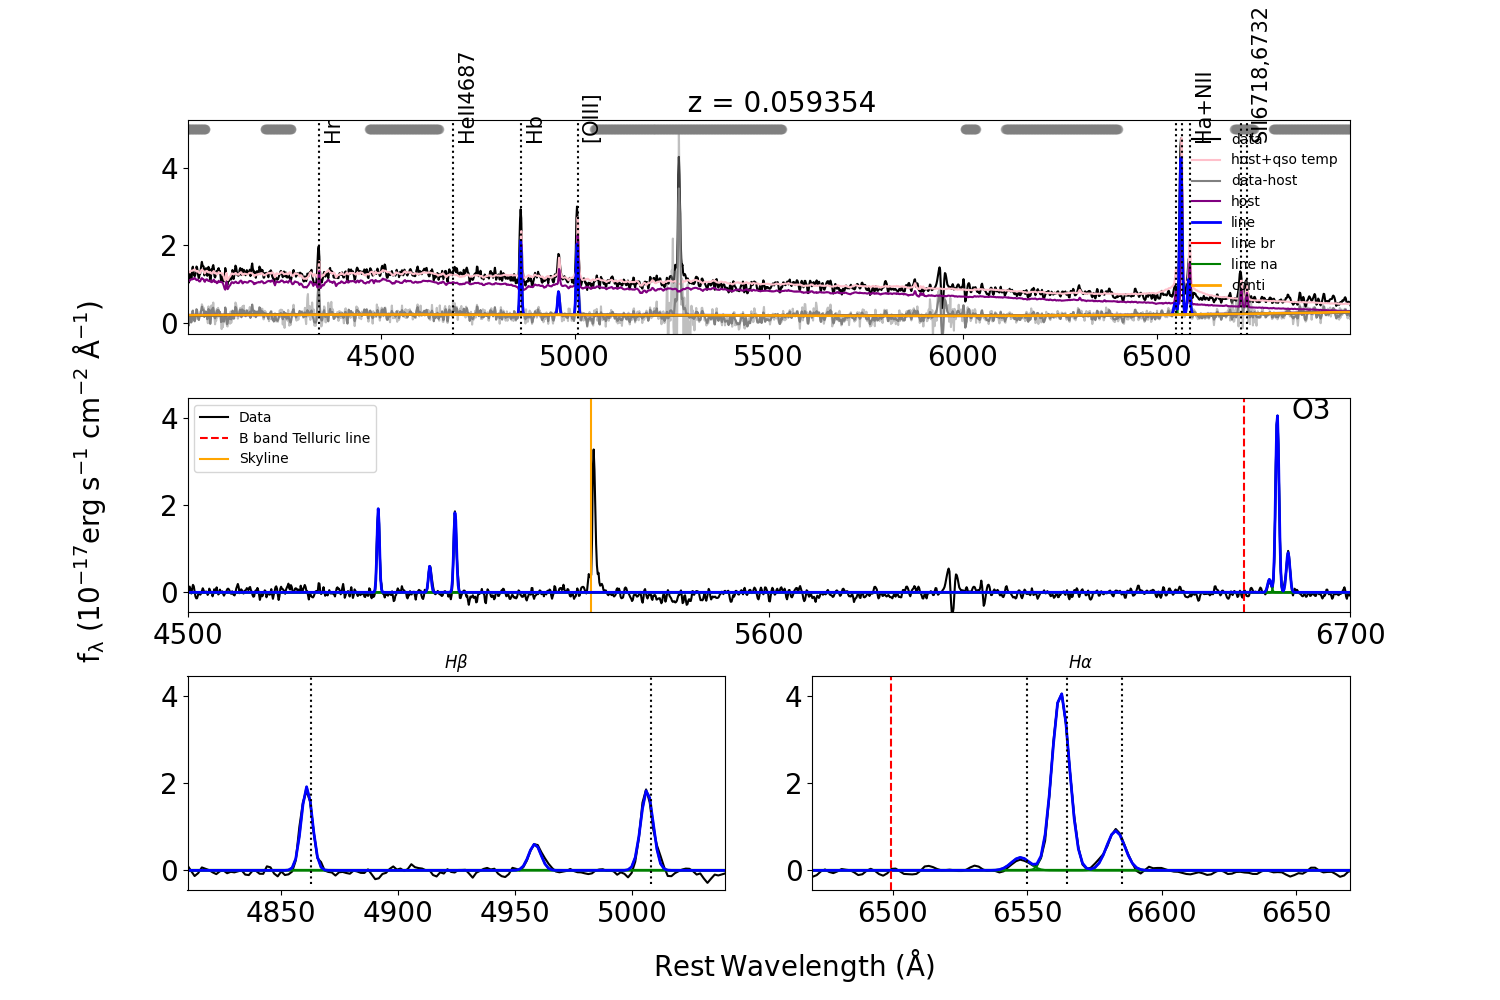 z = 0.059354
Hr
HeII4687
Hb
[OIII]
Ha+NII
SII6718,6732
data
host+qso temp
data-host
host
line
line br
line na
conti
4
2
0
4500
5000
5500
6000
6500
Data
B band Telluric line
Skyline
O3
4
2
0
4500
5600
6700
fλ (10−17erg s−1 cm−2 Å−1)
Hβ
4
2
0
4850
4900
4950
5000
Hα
4
2
0
6500
6550
6600
6650
Rest Wavelength (Å)